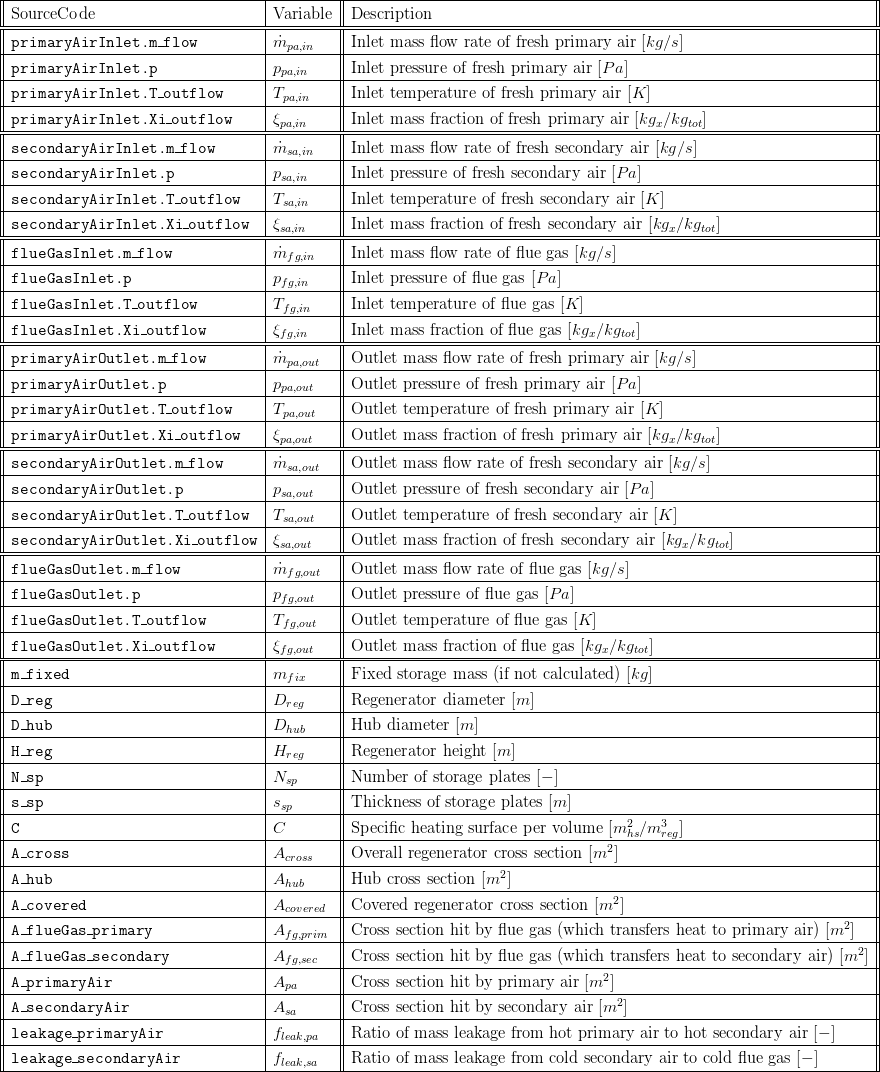 SourceCode Variable Description
primaryAirInlet.m_flow ṁ_{pa,in} Inlet mass flow rate of fresh primary air [kg/s]
primaryAirInlet.p p_{pa,in} Inlet pressure of fresh primary air [Pa]
primaryAirInlet.T_outflow T_{pa,in} Inlet temperature of fresh primary air [K]
primaryAirInlet.Xi_outflow ξ_{pa,in} Inlet mass fraction of fresh primary air [kg_x/kg_{tot}]
secondaryAirInlet.m_flow ṁ_{sa,in} Inlet mass flow rate of fresh secondary air [kg/s]
secondaryAirInlet.p p_{sa,in} Inlet pressure of fresh secondary air [Pa]
secondaryAirInlet.T_outflow T_{sa,in} Inlet temperature of fresh secondary air [K]
secondaryAirInlet.Xi_outflow ξ_{sa,in} Inlet mass fraction of fresh secondary air [kg_x/kg_{tot}]
flueGasInlet.m_flow ṁ_{fg,in} Inlet mass flow rate of flue gas [kg/s]
flueGasInlet.p p_{fg,in} Inlet pressure of flue gas [Pa]
flueGasInlet.T_outflow T_{fg,in} Inlet temperature of flue gas [K]
flueGasInlet.Xi_outflow ξ_{fg,in} Inlet mass fraction of flue gas [kg_x/kg_{tot}]
primaryAirOutlet.m_flow ṁ_{pa,out} Outlet mass flow rate of fresh primary air [kg/s]
primaryAirOutlet.p p_{pa,out} Outlet pressure of fresh primary air [Pa]
primaryAirOutlet.T_outflow T_{pa,out} Outlet temperature of fresh primary air [K]
primaryAirOutlet.Xi_outflow ξ_{pa,out} Outlet mass fraction of fresh primary air [kg_x/kg_{tot}]
secondaryAirOutlet.m_flow ṁ_{sa,out} Outlet mass flow rate of fresh secondary air [kg/s]
secondaryAirOutlet.p p_{sa,out} Outlet pressure of fresh secondary air [Pa]
secondaryAirOutlet.T_outflow T_{sa,out} Outlet temperature of fresh secondary air [K]
secondaryAirOutlet.Xi_outflow ξ_{sa,out} Outlet mass fraction of fresh secondary air [kg_x/kg_{tot}]
flueGasOutlet.m_flow ṁ_{fg,out} Outlet mass flow rate of flue gas [kg/s]
flueGasOutlet.p p_{fg,out} Outlet pressure of flue gas [Pa]
flueGasOutlet.T_outflow T_{fg,out} Outlet temperature of flue gas [K]
flueGasOutlet.Xi_outflow ξ_{fg,out} Outlet mass fraction of flue gas [kg_x/kg_{tot}]
m_fixed m_{fix} Fixed storage mass (if not calculated) [kg]
D_reg D_{reg} Regenerator diameter [m]
D_hub D_{hub} Hub diameter [m]
H_reg H_{reg} Regenerator height [m]
N_sp N_{sp} Number of storage plates [−]
s_sp s_{sp} Thickness of storage plates [m]
C C Specific heating surface per volume [m²_{hs}/m³_{reg}]
A_cross A_{cross} Overall regenerator cross section [m²]
A_hub A_{hub} Hub cross section [m²]
A_covered A_{covered} Covered regenerator cross section [m²]
A_flueGas_primary A_{fg,prim} Cross section hit by flue gas (which transfers heat to primary air) [m²]
A_flueGas_secondary A_{fg,sec} Cross section hit by flue gas (which transfers heat to secondary air) [m²]
A_primaryAir A_{pa} Cross section hit by primary air [m²]
A_secondaryAir A_{sa} Cross section hit by secondary air [m²]
leakage_primaryAir f_{leak,pa} Ratio of mass leakage from hot primary air to hot secondary air [−]
leakage_secondaryAir f_{leak,sa} Ratio of mass leakage from cold secondary air to cold flue gas [−]